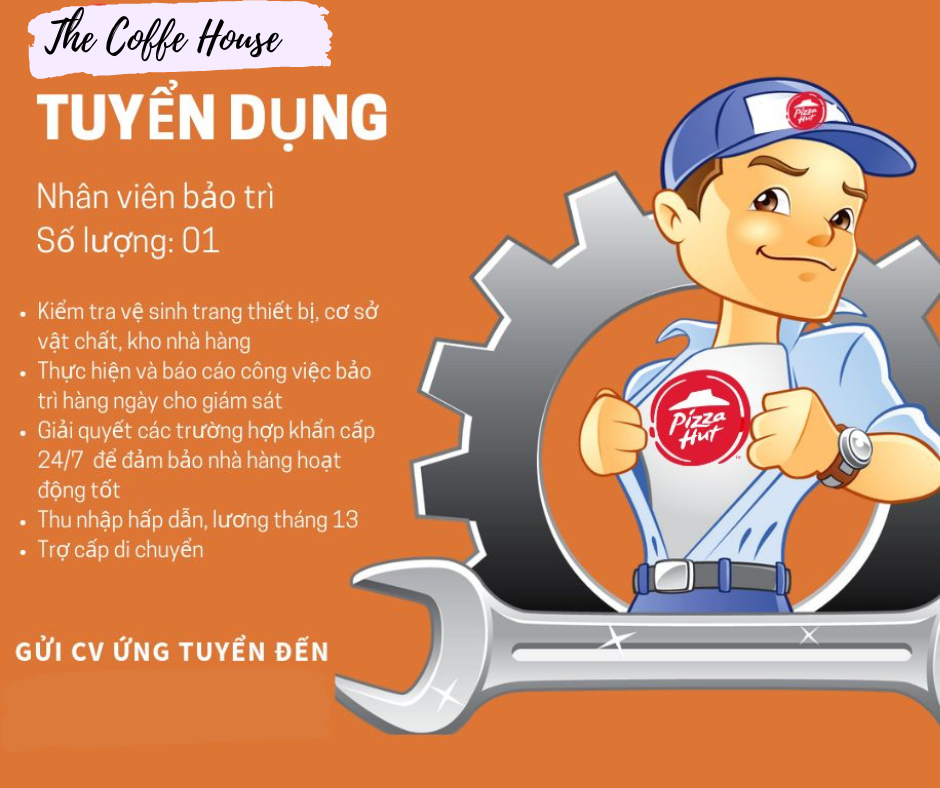 The Coffe House
TUYỂN DỤNG
Nhân viên bảo trì
Số lượng: 01
• Kiểm tra vệ sinh trang thiết bị, cơ sở
vật chất, kho nhà hàng
• Thực hiện và báo cáo công việc bảo
trì hàng ngày cho giám sát
• Giải quyết các trường hợp khẩn cấp
24/7 để đảm bảo nhà hàng hoạt
động tốt
• Thu nhập hấp dẫn, lương tháng 13
• Trợ cấp di chuyển
GỬI CV ỨNG TUYỂN ĐẾN
Pizza
Hut
Pizza
Hut